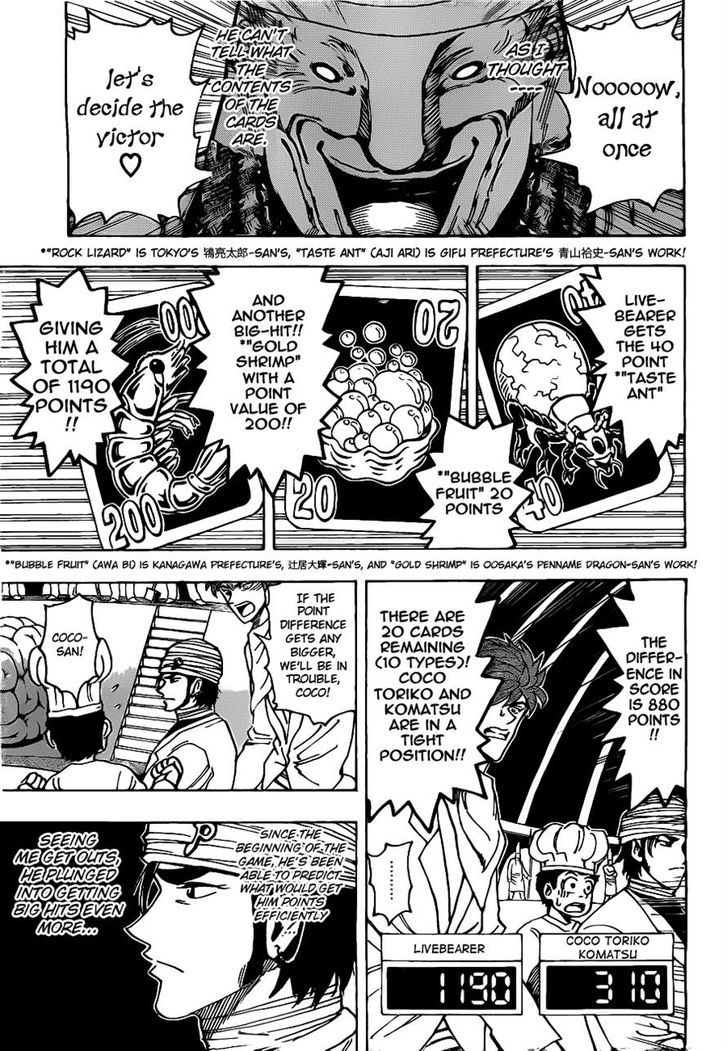 Nooooow,
all at
once
AS I
THOUGHT
----
HE CAN'T
TELL WHAT
THE
CONTENTS
OF THE
CARDS
ARE.
let's
decide the
victor
♡
*"ROCK LIZARD" IS TOKYO'S 鴇亮太郎-SAN'S, "TASTE ANT" (AJI ARI) IS GIFU PREFECTURE'S 青山祫史-SAN'S WORK!
LIVE-
BEARER
GETS
THE 40
POINT
*"TASTE
ANT"
40
40
*"BUBBLE
FRUIT" 20
POINTS
20
20
AND
ANOTHER
BIG-HIT!!
*"GOLD
SHRIMP"
WITH A
POINT
VALUE OF
200!!
00
200
GIVING
HIM A
TOTAL
OF 1190
POINTS
!!
*"BUBBLE FRUIT" (AWA BI) IS KANAGAWA PREFECTURE'S, 辻居大輝-SAN'S, AND "GOLD SHRIMP" IS OOSAKA'S PENNAME DRAGON-SAN'S WORK!
THE
DIFFER-
ENCE IN
SCORE
IS 880
POINTS
!!
THERE ARE
20 CARDS
REMAINING
(10 TYPES)!
COCO
TORIKO AND
KOMATSU
ARE IN A
TIGHT
POSITION!!
.........
LIVEBEARER
1190
COCO TORIKO
KOMATSU
310
IF THE
POINT
DIFFERENCE
GETS ANY
BIGGER,
WE'LL BE IN
TROUBLE,
COCO!
COCO-
SAN!
P
SINCE THE
BEGINNING OF THE
GAME, HE'S BEEN
ABLE TO PREDICT
WHAT WOULD GET
HIM POINTS
EFFICIENTLY
SEEING
ME GET OUTS,
HE PLUNGED
INTO GETTING
BIG HITS EVEN
MORE...
P